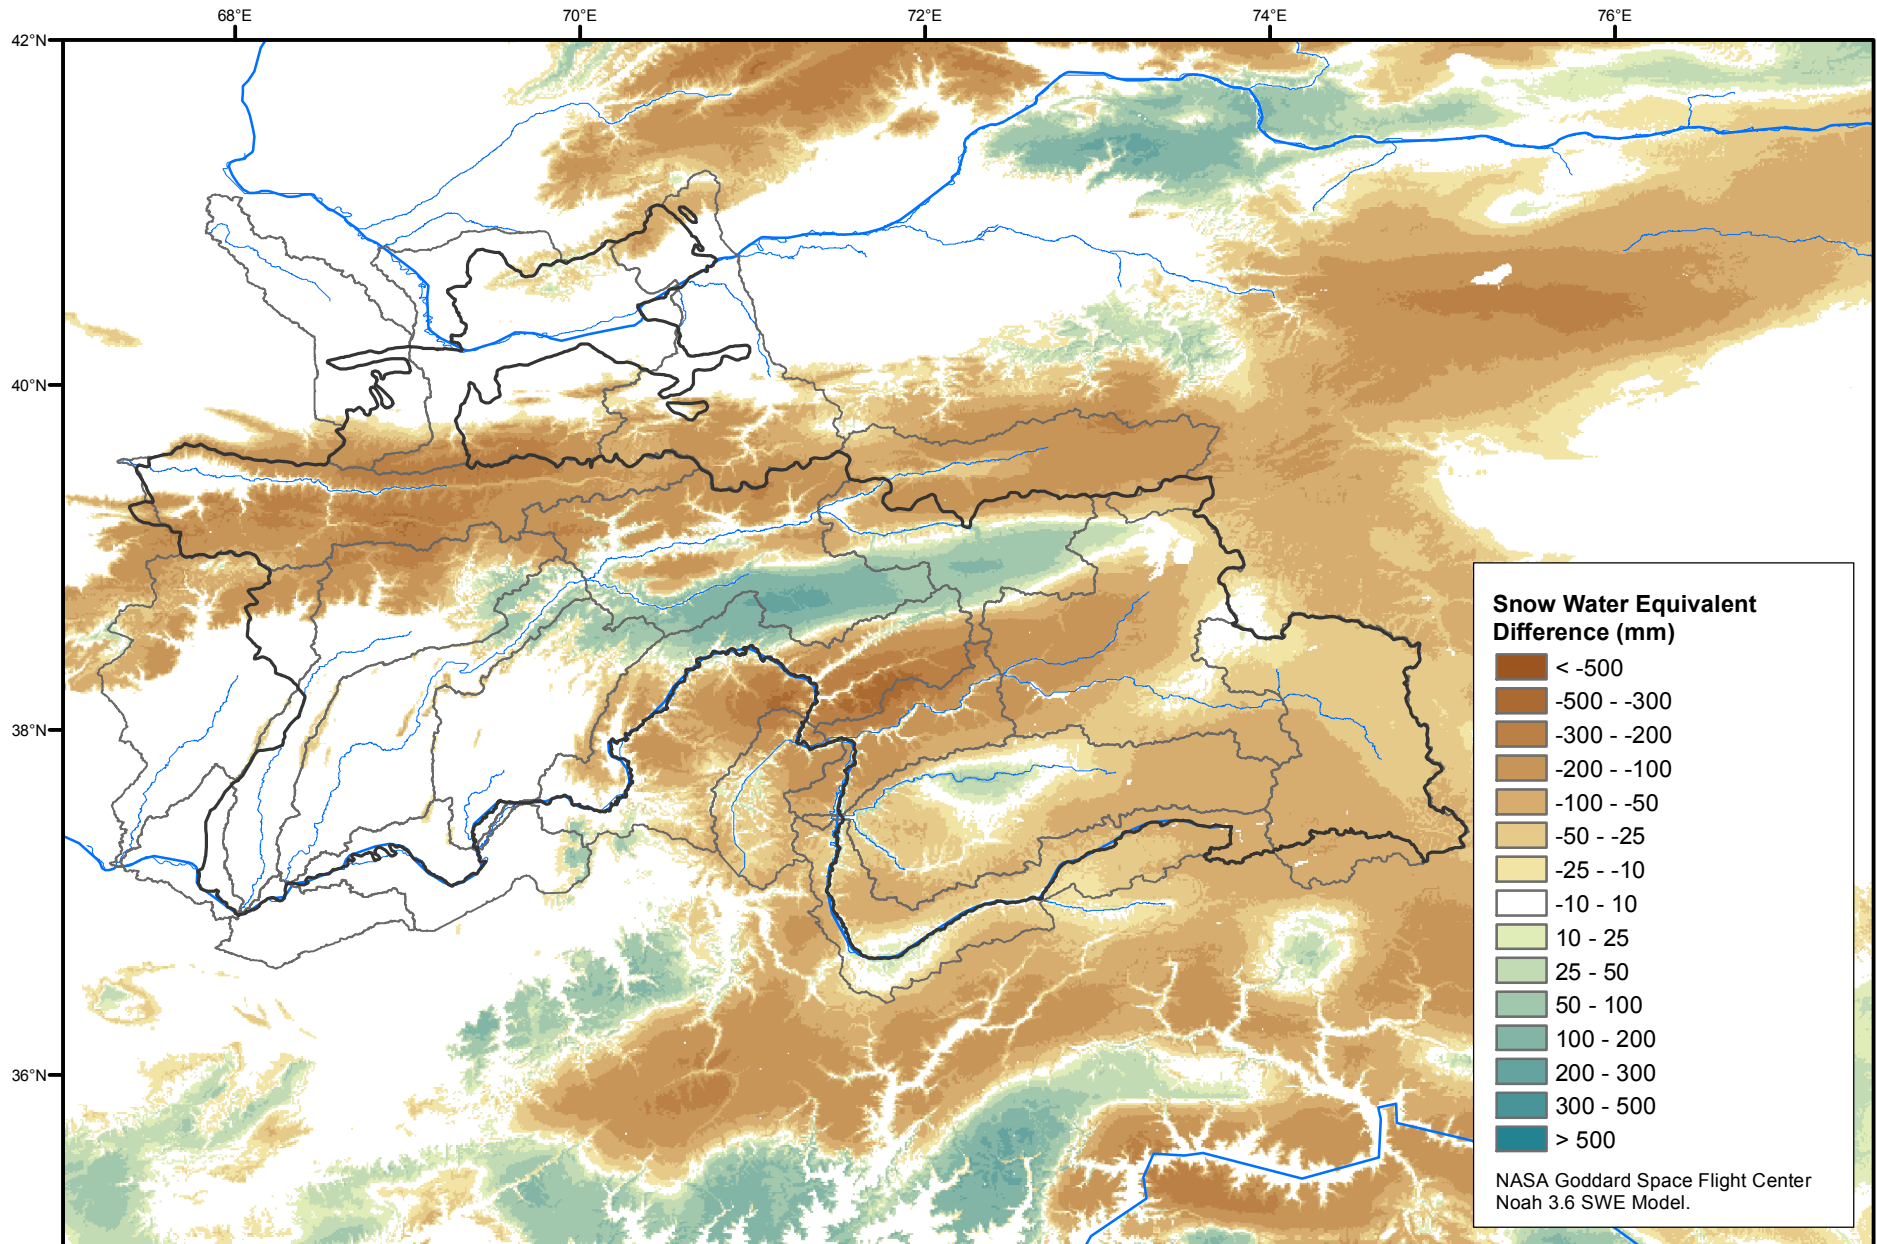 68°E
70°E
72°E
74°E
76°E
42°N
40°N
38°N
36°N
Snow Water Equivalent
Difference (mm)
< -500
-500 - -300
-300 - -200
-200 - -100
-100 - -50
-50 - -25
-25 - -10
-10 - 10
10 - 25
25 - 50
50 - 100
100 - 200
200 - 300
300 - 500
> 500
NASA Goddard Space Flight Center
Noah 3.6 SWE Model.